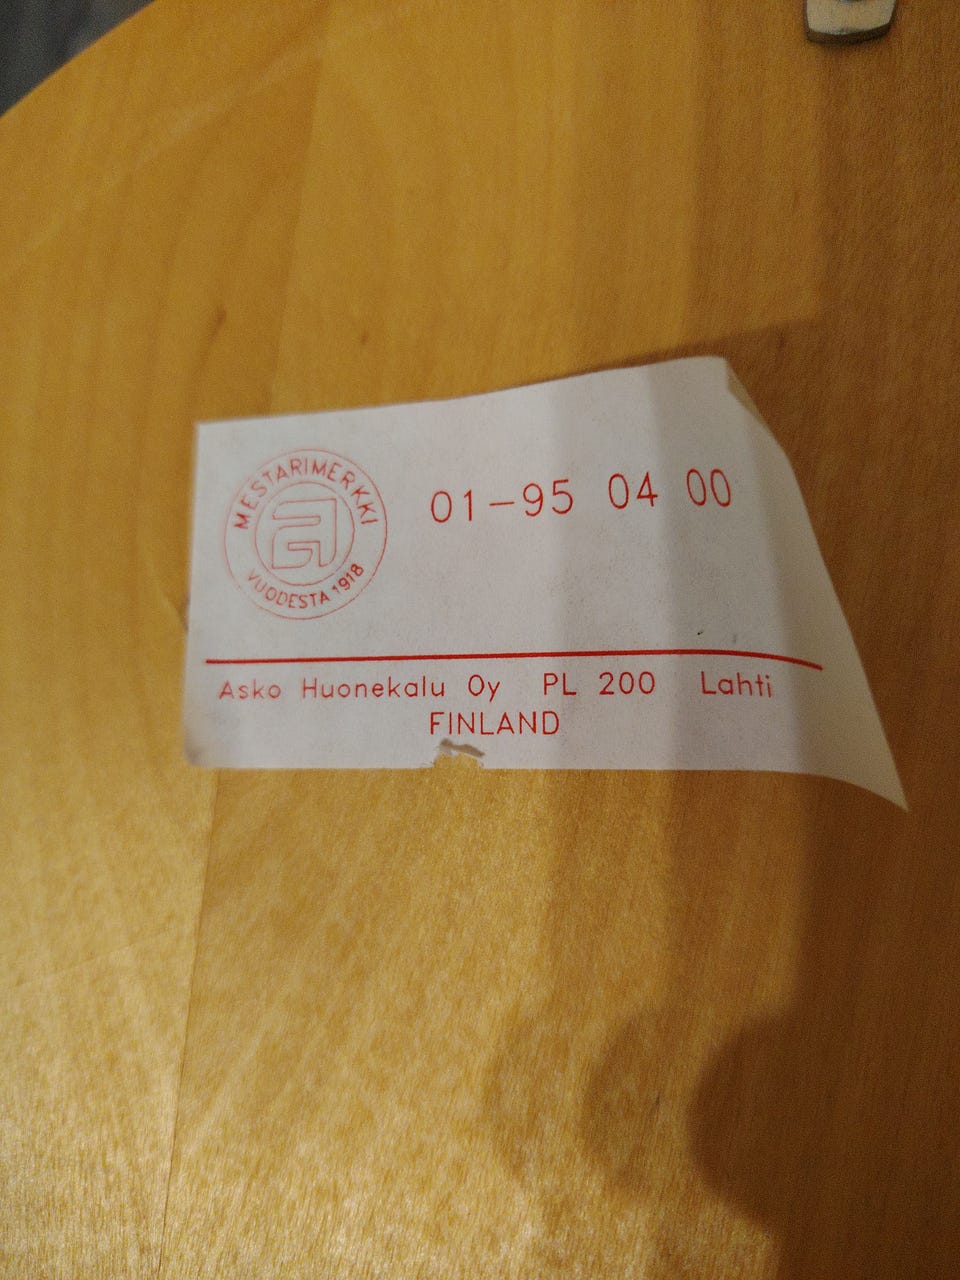 MESTARIMERKKI
VUODESTA 1918
01-95 04 00
Asko Huonekalu Oy PL 200 Lahti
FINLAND